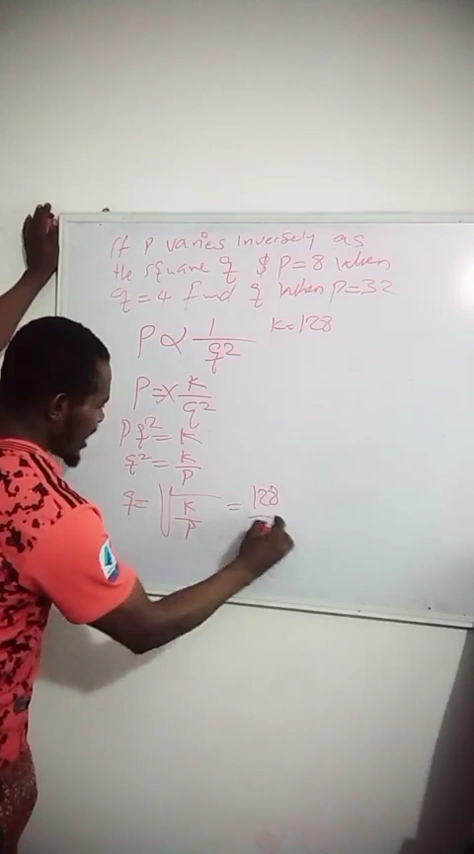 If P varies inversely as
the square q $ P=8 when
q=4 find q when P=32
P ∝ 1/q² K=128
P=× K/q²
Pq²=K
q²=K/P
q=√K/P = 128